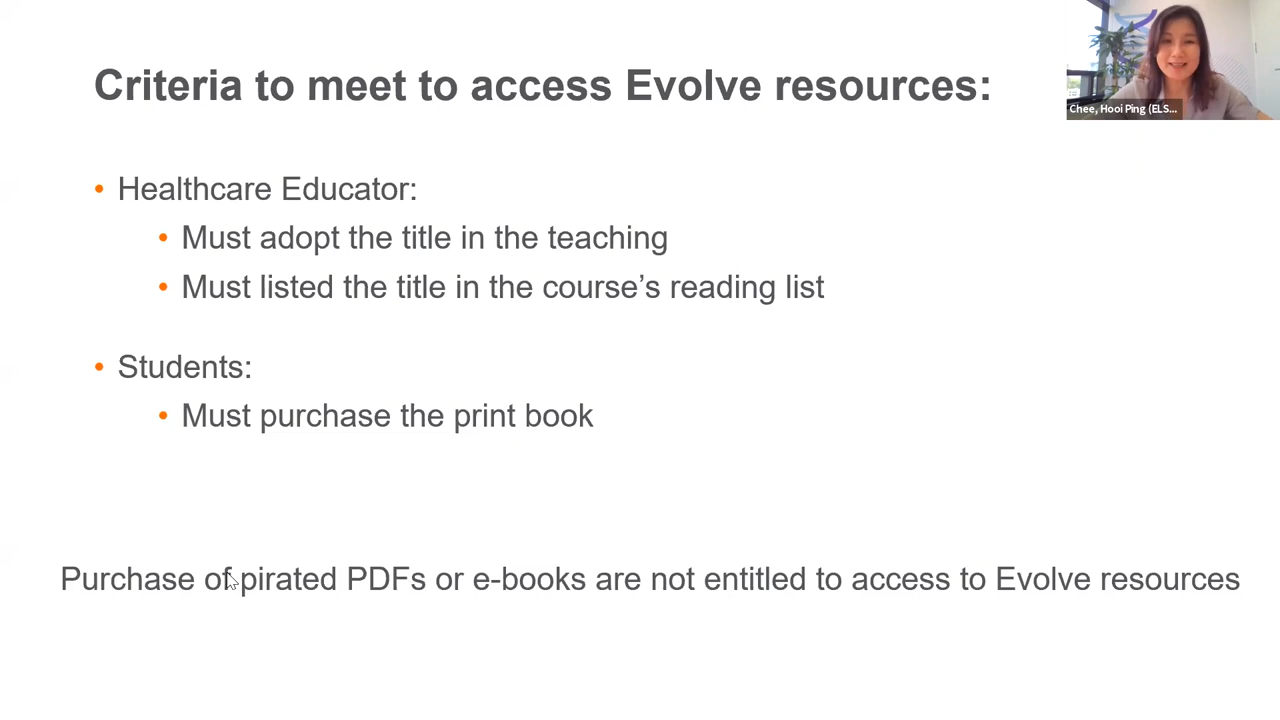 Criteria to meet to access Evolve resources:
Chee, Hooi Ping (ELS...
• Healthcare Educator:
• Must adopt the title in the teaching
• Must listed the title in the course’s reading list
• Students:
• Must purchase the print book
Purchase of pirated PDFs or e-books are not entitled to access to Evolve resources